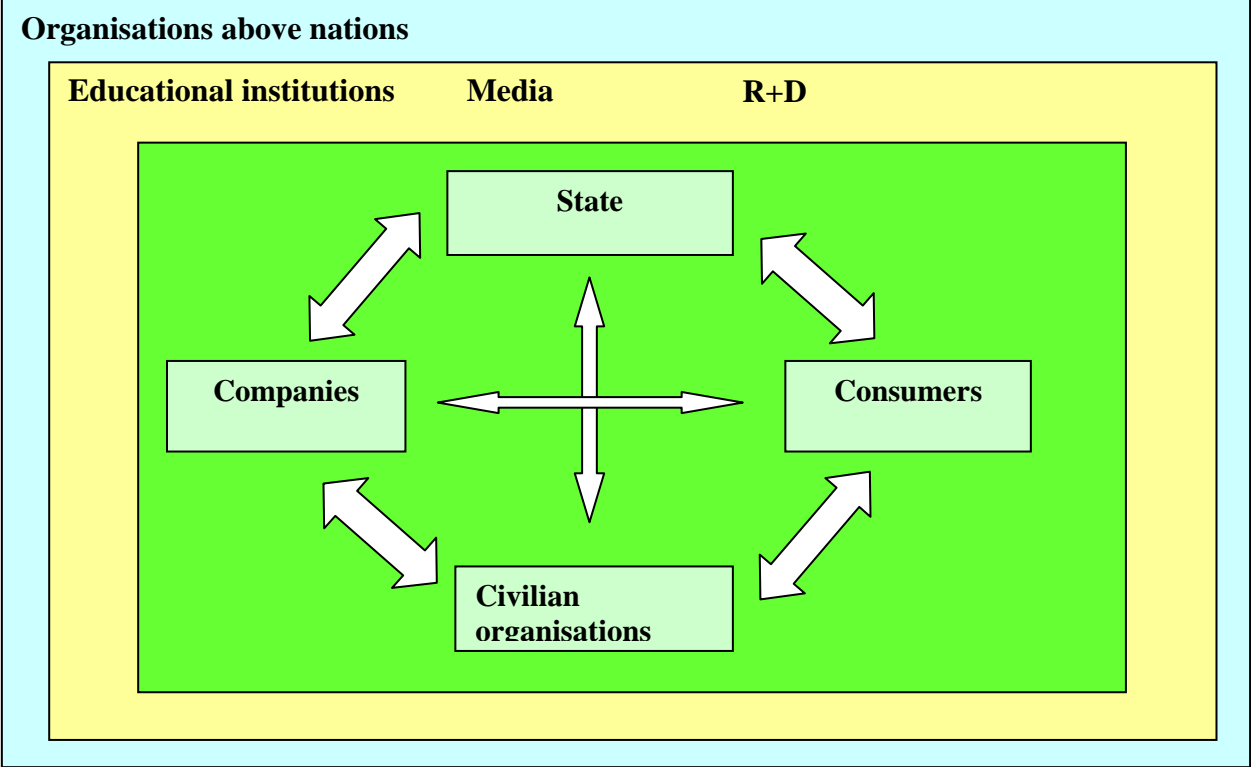 Organisations above nations
Educational institutions Media R+D
State
Companies Consumers
Civilian
organisations